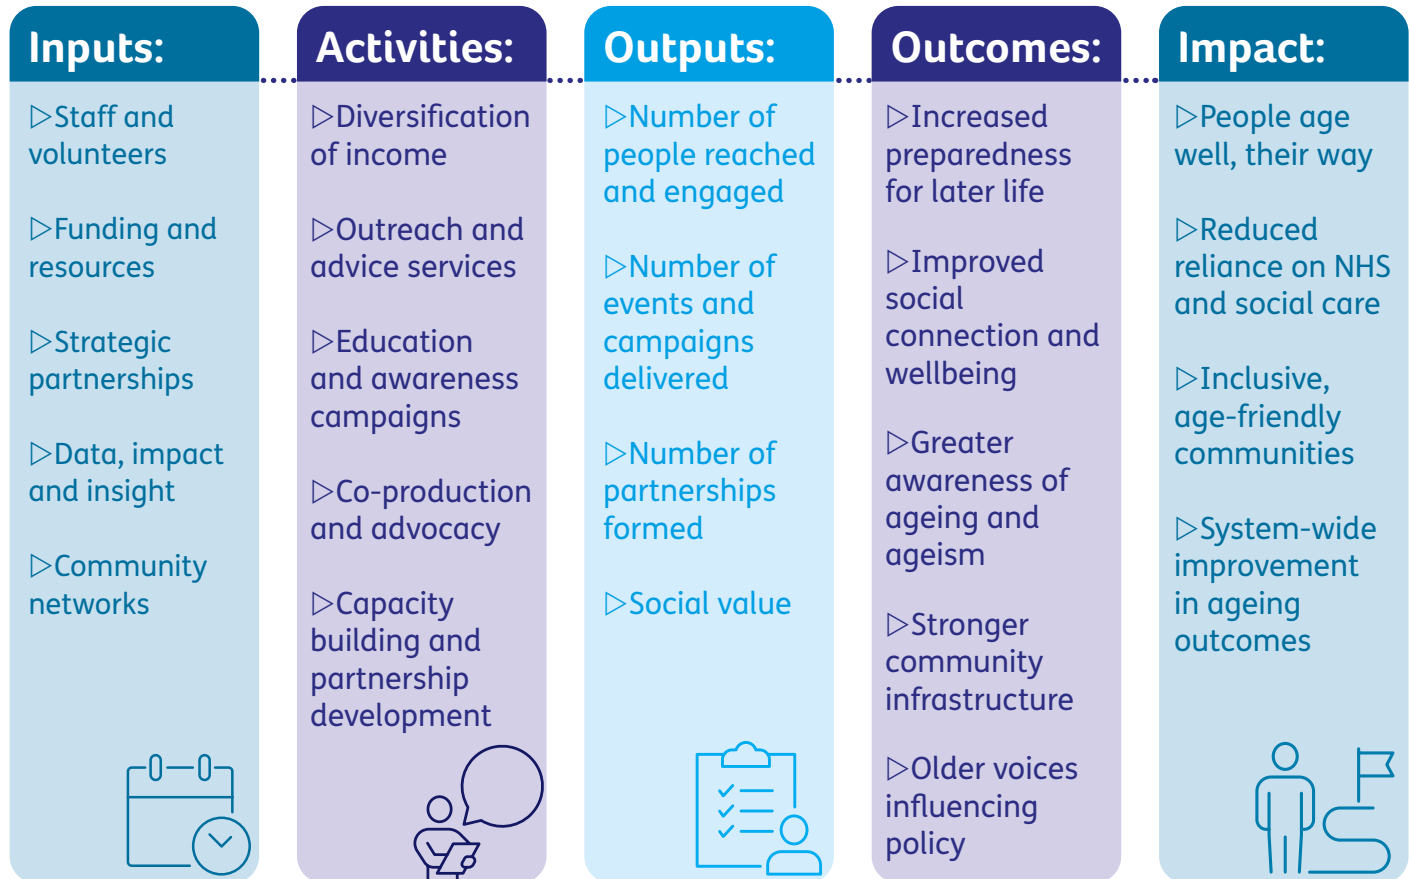 Inputs:
▷Staff and
volunteers
▷Funding and
resources
▷Strategic
partnerships
▷Data, impact
and insight
▷Community
networks
Activities:
▷Diversification
of income
▷Outreach and
advice services
▷Education
and awareness
campaigns
▷Co-production
and advocacy
▷Capacity
building and
partnership
development
Outputs:
▷Number of
people reached
and engaged
▷Number of
events and
campaigns
delivered
▷Number of
partnerships
formed
▷Social value
Outcomes:
▷Increased
preparedness
for later life
▷Improved
social
connection and
wellbeing
▷Greater
awareness of
ageing and
ageism
▷Stronger
community
infrastructure
▷Older voices
influencing
policy
Impact:
▷People age
well, their way
▷Reduced
reliance on NHS
and social care
▷Inclusive,
age-friendly
communities
▷System-wide
improvement
in ageing
outcomes